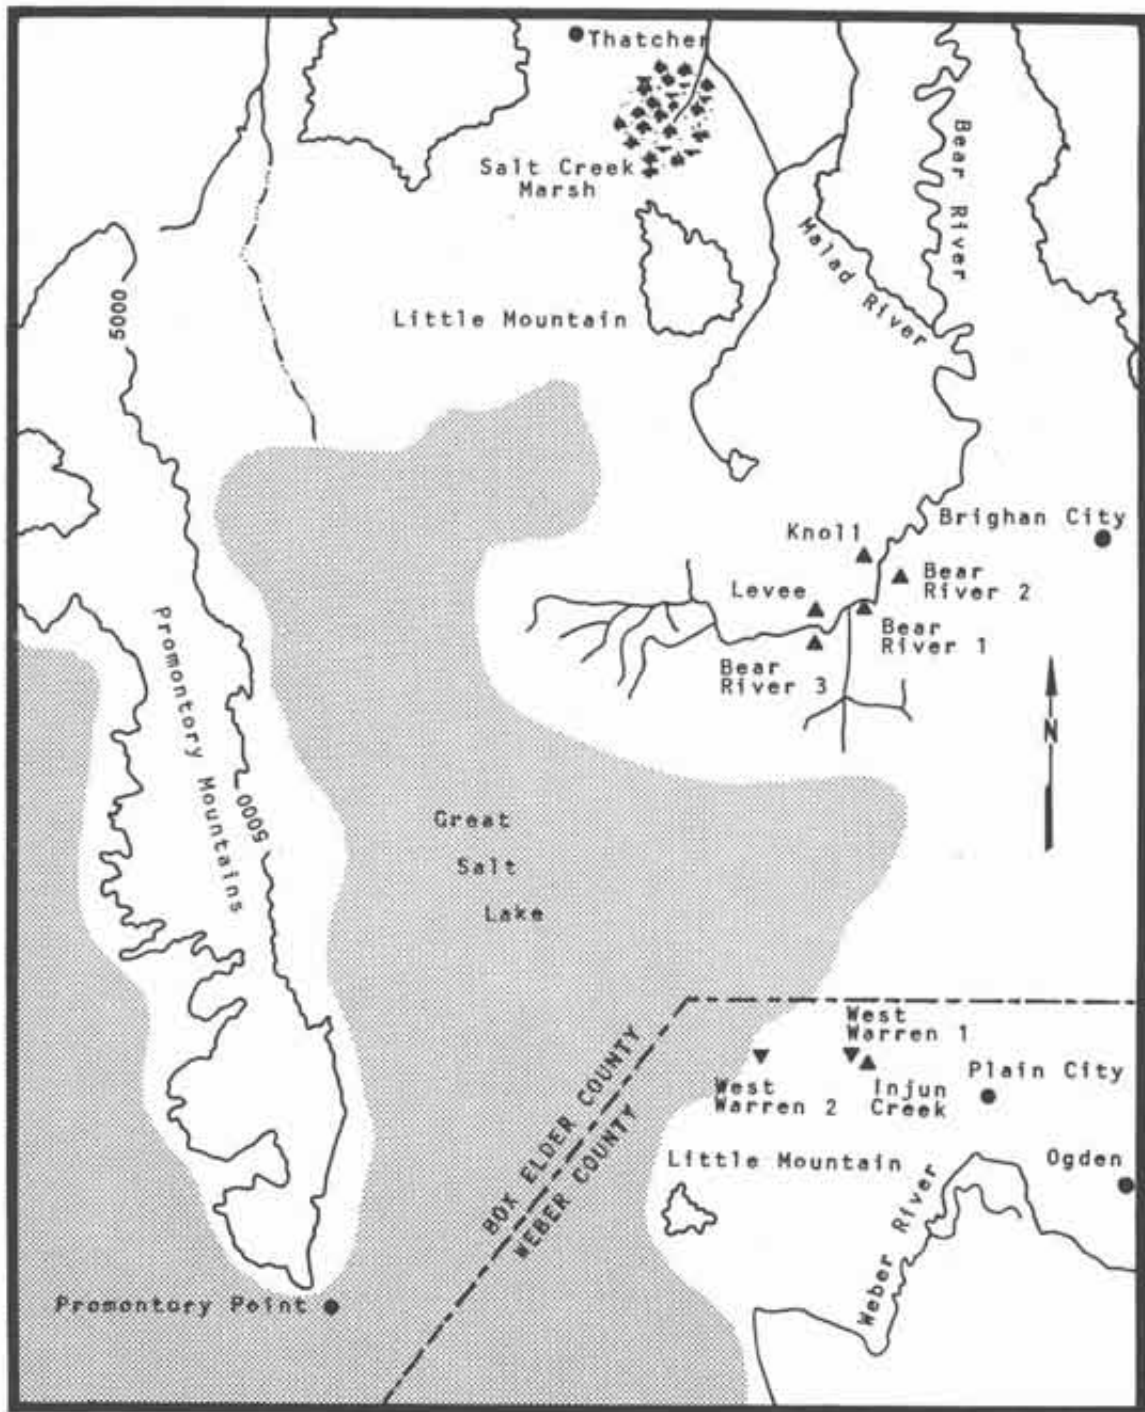 Thatcher
Salt Creek
Marsh
Bear River
Malad River
5000
Little Mountain
Brighan City
Knoll
Bear
River 2
Levee
Bear
River 1
Bear
River 3
Promontory Mountains
5000
N
Great
Salt
Lake
West
Warren 1
Plain City
West
Warren 2
Injun
Creek
BOX ELDER COUNTY
WEBER COUNTY
Little Mountain
Ogden
Weber River
Promontory Point